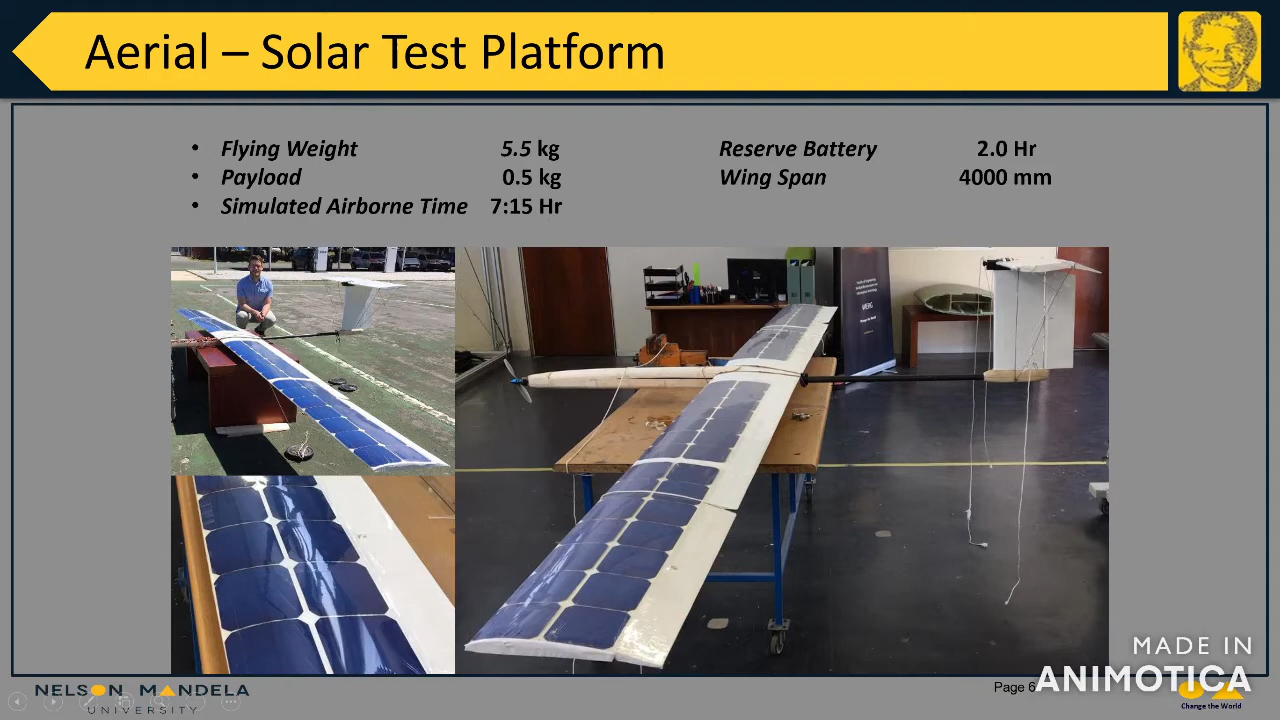 Aerial – Solar Test Platform
• Flying Weight 5.5 kg Reserve Battery 2.0 Hr
• Payload 0.5 kg Wing Span 4000 mm
• Simulated Airborne Time 7:15 Hr
MADE IN
ANIMOTICA
NELSON MANDELA
UNIVERSITY
Page 6
Change the World